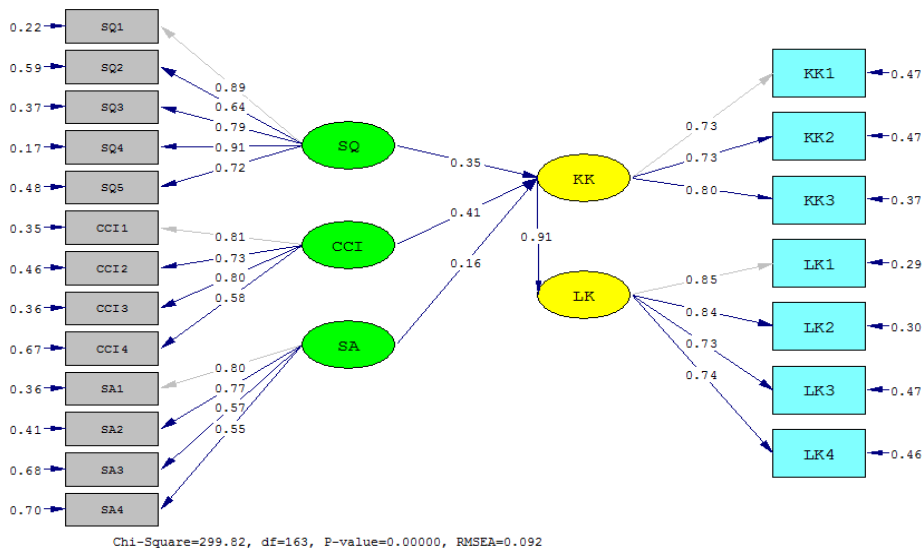 0.22 SQ1
0.59 SQ2
0.37 SQ3
0.17 SQ4
0.48 SQ5
0.35 CCI1
0.46 CCI2
0.36 CCI3
0.67 CCI4
0.36 SA1
0.41 SA2
0.68 SA3
0.70 SA4
0.89
0.64
0.79
0.91
0.72
0.81
0.73
0.80
0.58
0.80
0.77
0.57
0.55
SQ
CCI
SA
0.35
0.41
0.16
KK
0.91
LK
0.73
0.73
0.80
0.85
0.84
0.73
0.74
KK1 0.47
KK2 0.47
KK3 0.37
LK1 0.29
LK2 0.30
LK3 0.47
LK4 0.46
Chi-Square=299.82, df=163, P-value=0.00000, RMSEA=0.092